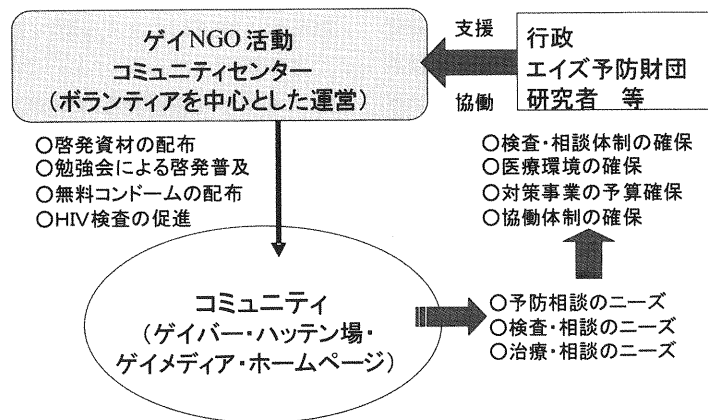 ゲイNGO 活動
コミュニティセンター
(ボランティアを中心とした運営)
支援
協働
行政
エイズ予防財団
研究者 等
○啓発資材の配布
○勉強会による啓発普及
○無料コンドームの配布
○HIV検査の促進
○検査・相談体制の確保
○医療環境の確保
○対策事業の予算確保
○協働体制の確保
コミュニティ
(ゲイバー・ハッテン場・
ゲイメディア・ホームページ)
○予防相談のニーズ
○検査・相談のニーズ
○治療・相談のニーズ